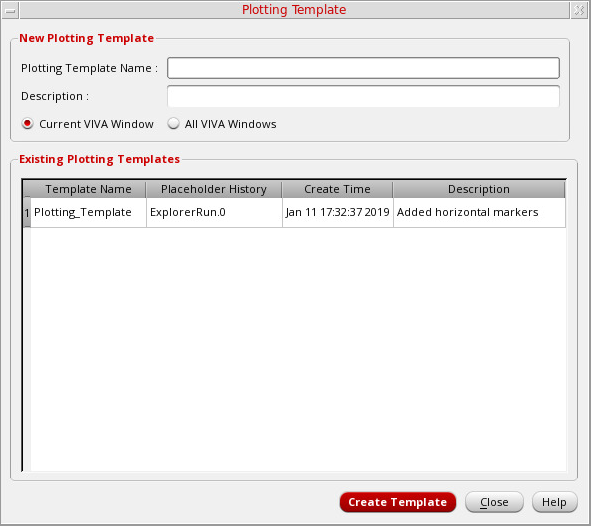 Plotting Template
New Plotting Template
Plotting Template Name :
Description :
Current VIVA Window All VIVA Windows
Existing Plotting Templates
Template Name Placeholder History Create Time Description
1 Plotting_Template ExplorerRun.0 Jan 11 17:32:37 2019 Added horizontal markers
Create Template Close Help